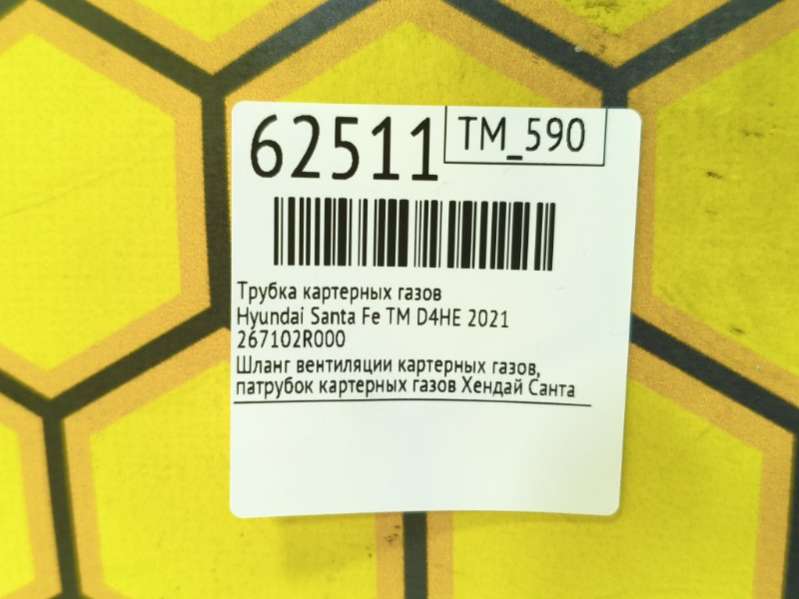 62511
TM_590
Трубка картерных газов
Hyundai Santa Fe TM D4HE 2021
267102R000
Шланг вентиляции картерных газов,
патрубок картерных газов Хендай Санта